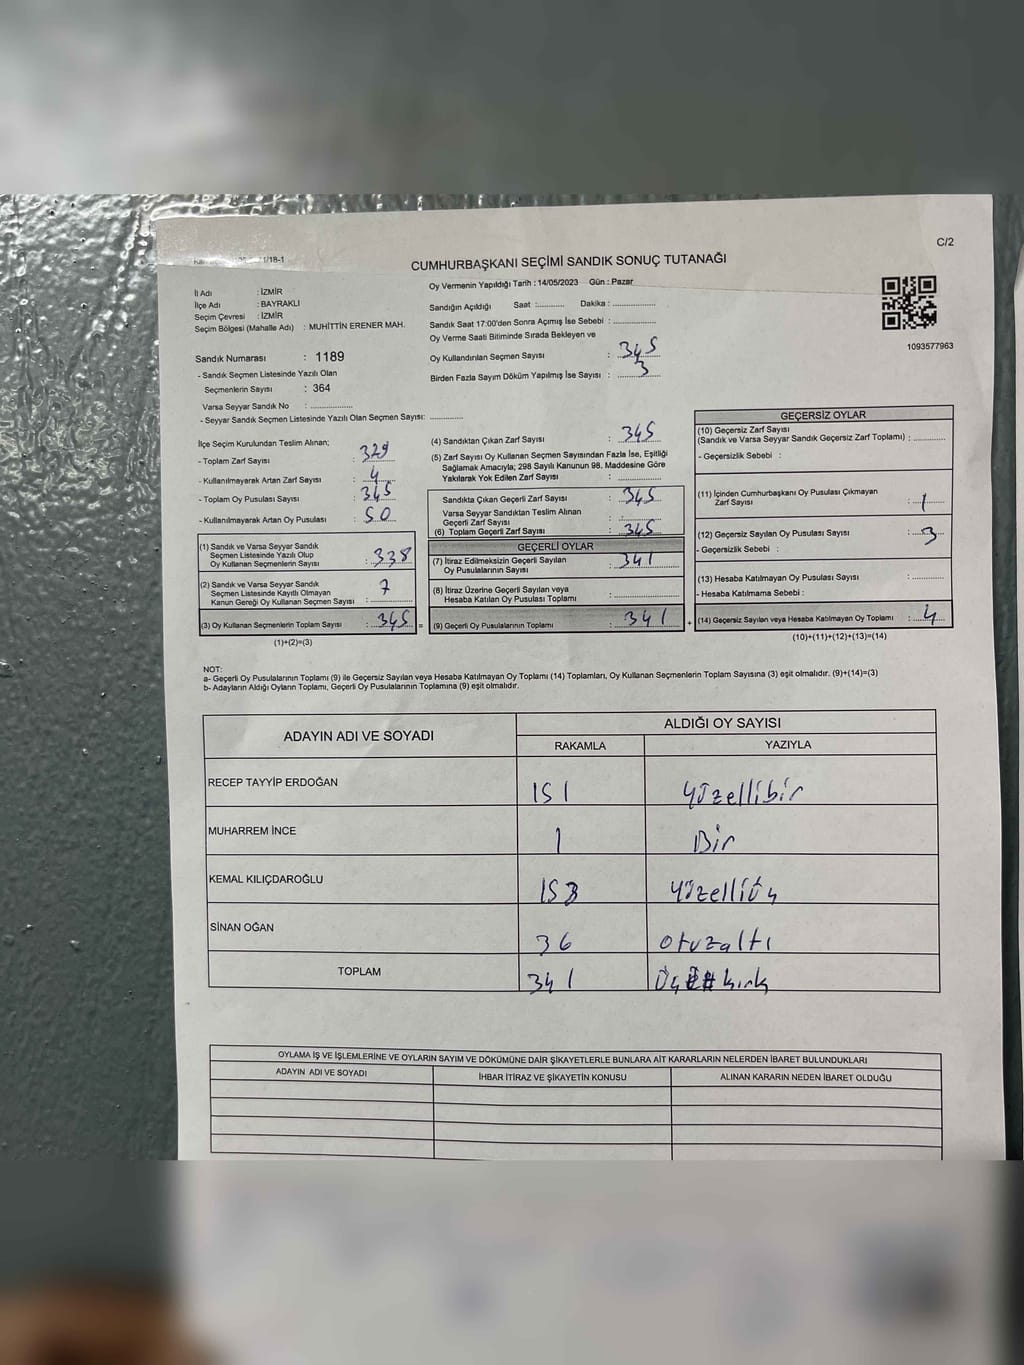 C/2
CUMHURBAŞKANI SEÇİMİ SANDIK SONUÇ TUTANAĞI
İl Adı : İZMİR
İlçe Adı : BAYRAKLI
Seçim Çevresi : İZMİR
Seçim Bölgesi (Mahalle Adı) : MUHİTTİN ERENER MAH.
Sandık Numarası : 1189
- Sandık Seçmen Listesinde Yazılı Olan
Seçmenlerin Sayısı : 364
Varsa Seyyar Sandık No :
- Seyyar Sandık Seçmen Listesinde Yazılı Olan Seçmen Sayısı:
Oy Vermenin Yapıldığı Tarih : 14/05/2023 Gün : Pazar
Sandığın Açıldığı Saat : Dakika :
Sandık Saat 17:00'den Sonra Açımış İse Sebebi :
Oy Verme Saati Bitiminde Sırada Bekleyen ve
Oy Kullandırılan Seçmen Sayısı : 345
Birden Fazla Sayım Döküm Yapılmış İse Sayısı : 3
1093577963
İlçe Seçim Kurulundan Teslim Alınan;
- Toplam Zarf Sayısı : 329
- Kullanılmayarak Artan Zarf Sayısı : 4
- Toplam Oy Pusulası Sayısı : 345
- Kullanılmayarak Artan Oy Pusulası : 50
(1) Sandık ve Varsa Seyyar Sandık
Seçmen Listesinde Yazılı Olup
Oy Kullanan Seçmenlerin Sayısı : 338
(2) Sandık ve Varsa Seyyar Sandık
Seçmen Listesinde Kayıtlı Olmayan
Kanun Gereği Oy Kullanan Seçmen Sayısı : 7
(3) Oy Kullanan Seçmenlerin Toplam Sayısı : 345 =
(1)+(2)=(3)
(4) Sandıktan Çıkan Zarf Sayısı : 345
(5) Zarf Sayısı Oy Kullanan Seçmen Sayısından Fazla İse, Eşitliği
Sağlamak Amacıyla; 298 Sayılı Kanunun 98. Maddesine Göre
Yakılarak Yok Edilen Zarf Sayısı :
Sandıkta Çıkan Geçerli Zarf Sayısı : 345
Varsa Seyyar Sandıktan Teslim Alınan
Geçerli Zarf Sayısı :
(6) Toplam Geçerli Zarf Sayısı : 345
GEÇERLİ OYLAR
(7) İtiraz Edilmeksizin Geçerli Sayılan
Oy Pusulalarının Sayısı : 341
(8) İtiraz Üzerine Geçerli Sayılan veya
Hesaba Katılan Oy Pusulası Toplamı :
(9) Geçerli Oy Pusulalarının Toplamı : 341 +
GEÇERSİZ OYLAR
(10) Geçersiz Zarf Sayısı
(Sandık ve Varsa Seyyar Sandık Geçersiz Zarf Toplamı) :
- Geçersizlik Sebebi :
(11) İçinden Cumhurbaşkanı Oy Pusulası Çıkmayan
Zarf Sayısı : 1
(12) Geçersiz Sayılan Oy Pusulası Sayısı : 3
- Geçersizlik Sebebi :
(13) Hesaba Katılmayan Oy Pusulası Sayısı :
- Hesaba Katılmama Sebebi :
(14) Geçersiz Sayılan veya Hesaba Katılmayan Oy Toplamı : 4
(10)+(11)+(12)+(13)=(14)
NOT:
a- Geçerli Oy Pusulalarının Toplamı (9) ile Geçersiz Sayılan veya Hesaba Katılmayan Oy Toplamı (14) Toplamları, Oy Kullanan Seçmenlerin Toplam Sayısına (3) eşit olmalıdır. (9)+(14)=(3)
b- Adayların Aldığı Oyların Toplamı, Geçerli Oy Pusulalarının Toplamına (9) eşit olmalıdır.
ADAYIN ADI VE SOYADI ALDIĞI OY SAYISI
RAKAMLA YAZIYLA
RECEP TAYYİP ERDOĞAN 151 yüzellibir
MUHARREM İNCE 1 Bir
KEMAL KILIÇDAROĞLU 153 yüzelliüç
SİNAN OĞAN 36 otuzaltı
TOPLAM 341 Üç kırk
OYLAMA İŞ VE İŞLEMLERİNE VE OYLARIN SAYIM VE DÖKÜMÜNE DAİR ŞİKAYETLERLE BUNLARA AİT KARARLARIN NELERDEN İBARET BULUNDUKLARI
ADAYIN ADI VE SOYADI İHBAR İTİRAZ VE ŞİKAYETİN KONUSU ALINAN KARARIN NEDEN İBARET OLDUĞU